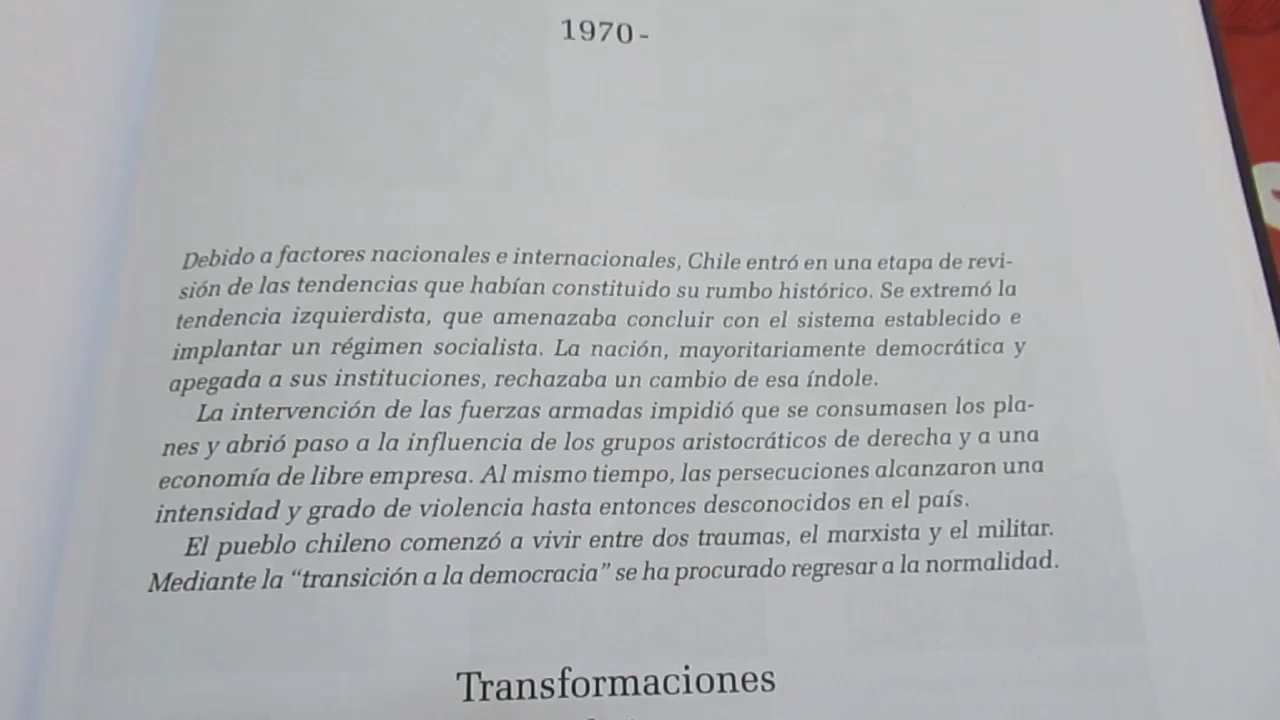 1970-
Debido a factores nacionales e internacionales, Chile entró en una etapa de revi-
sión de las tendencias que habían constituido su rumbo histórico. Se extremó la
tendencia izquierdista, que amenazaba concluir con el sistema establecido e
implantar un régimen socialista. La nación, mayoritariamente democrática y
apegada a sus instituciones, rechazaba un cambio de esa índole.
La intervención de las fuerzas armadas impidió que se consumasen los pla-
nes y abrió paso a la influencia de los grupos aristocráticos de derecha y a una
economía de libre empresa. Al mismo tiempo, las persecuciones alcanzaron una
intensidad y grado de violencia hasta entonces desconocidos en el país.
El pueblo chileno comenzó a vivir entre dos traumas, el marxista y el militar.
Mediante la “transición a la democracia” se ha procurado regresar a la normalidad.
Transformaciones